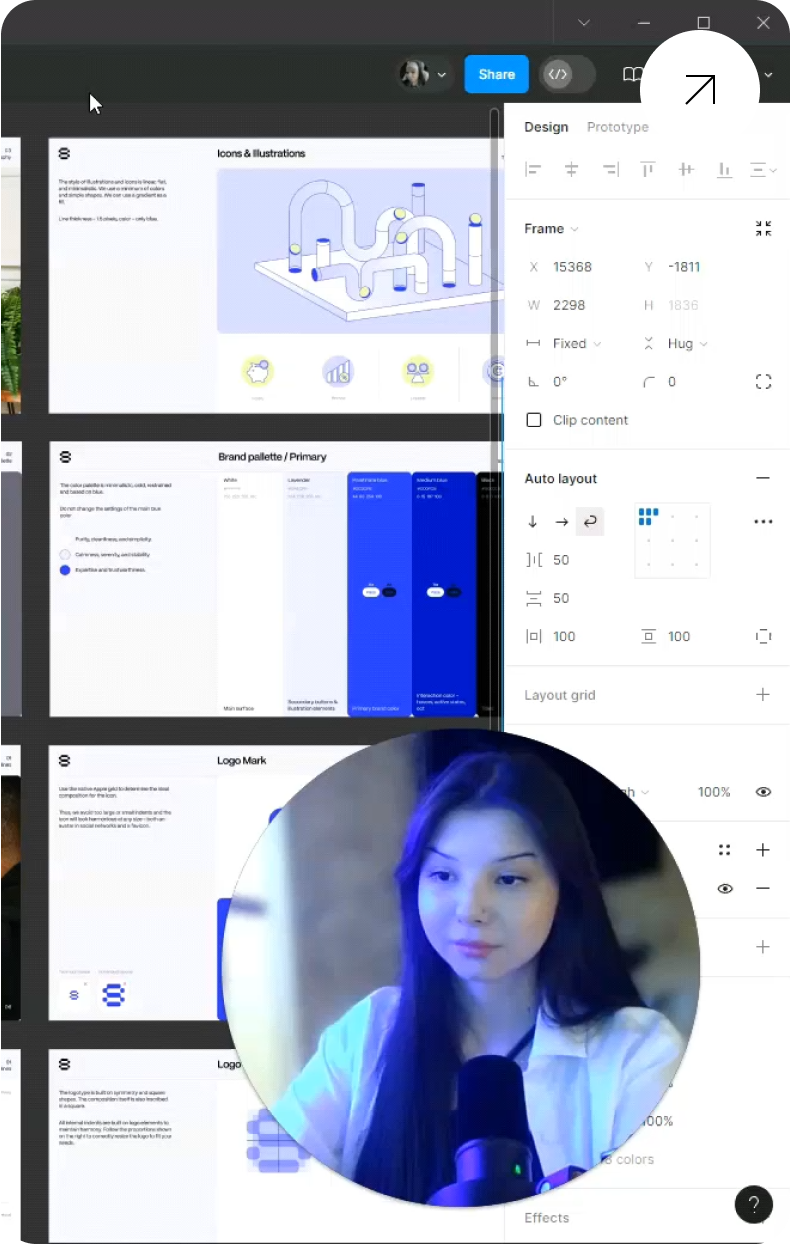 Share
</>
Design
Prototype
Icons & Illustrations
The style of illustrations and icons is linear, flat,
and minimalistic. We use a minimum of colors
and simple shapes. We can use a gradient as a
fill.
Line thickness – 1.5 pixels, color – only blue.
Frame
X 15368
Y -1811
W 2298
H 1836
Fixed
Hug
0°
0
Clip content
Brand pallette / Primary
The color palette is minimalistic, cold, restrained
and based on blue.
Do not change the settings of the main blue
color
Purity, cleanliness, and simplicity.
Calmness, serenity, and stability.
Expertise and trustworthiness.
White
Lavender
Medium blue
Black
Main surface
Secondary buttons &
illustration elements
Primary brand color
Interaction color –
hovers, active states,
Auto layout
50
50
100
100
Layout grid
100%
Logo Mark
Use the native Apple grid to determine the ideal
composition for the icon.
Then, we avoid too large or small indents and the
icon will look harmonious at any size – both an
avatar in social networks and a favicon.
Logo
The logotype is built on symmetry and square
shapes. The composition itself is also inscribed
in a square.
All internal indents are built on logo elements to
maintain harmony. Follow the proportions shown
on the right to correctly resize the logo to fit your
needs.
100%
colors
Effects
?